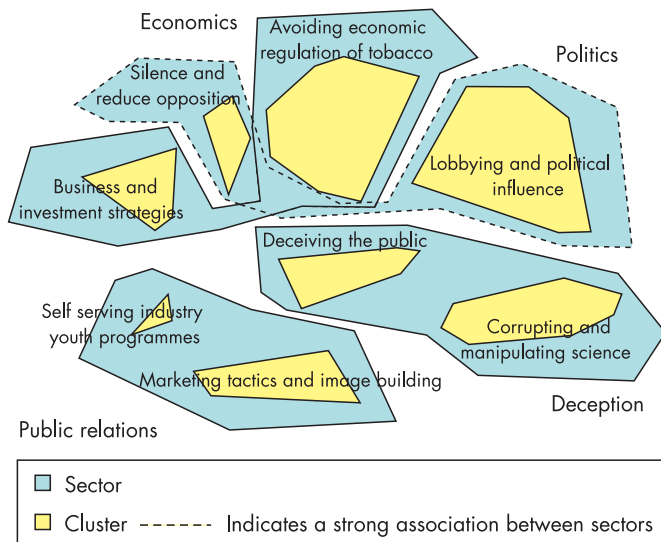 Economics
Avoiding economic
regulation of tobacco
Politics
Silence and
reduce opposition
Lobbying and political
influence
Business and
investment strategies
Deceiving the public
Self serving industry
youth programmes
Corrupting and
manipulating science
Marketing tactics and image building
Deception
Public relations
Sector
Cluster
Indicates a strong association between sectors